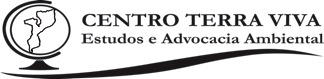 CENTRO TERRA VIVA
Estudos e Advocacia Ambiental